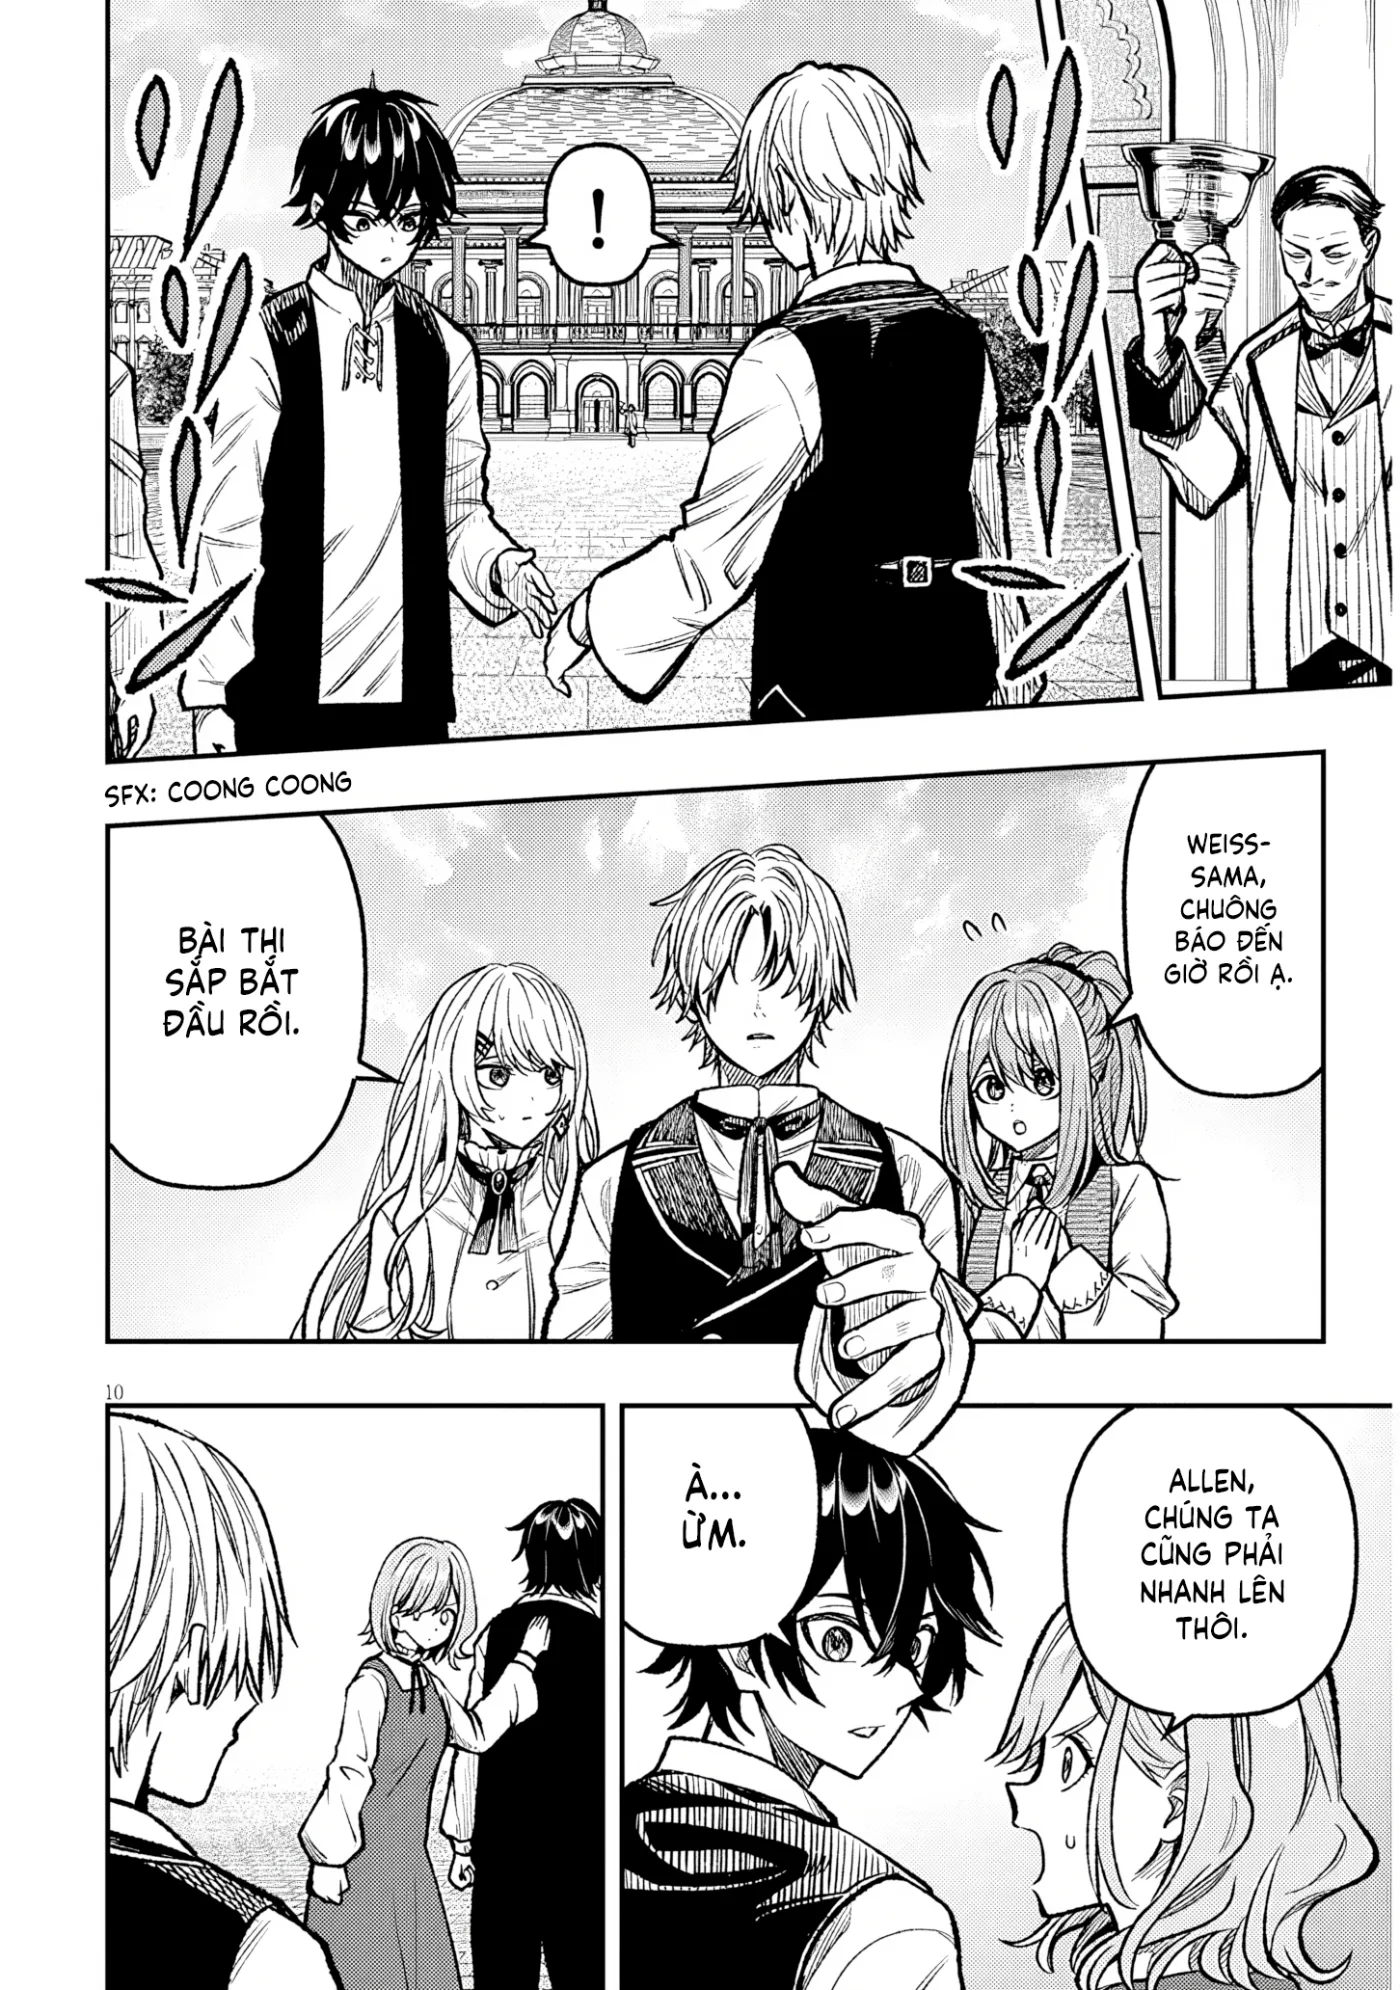 !
SFX: COONG COONG
WEISS-
SAMA,
CHUÔNG
BÁO ĐẾN
GIỜ RỒI Ạ.
BÀI THI
SẮP BẮT
ĐẦU RỒI.
10
ALLEN,
CHÚNG TA
CŨNG PHẢI
NHANH LÊN
THÔI.
À...
ỪM.